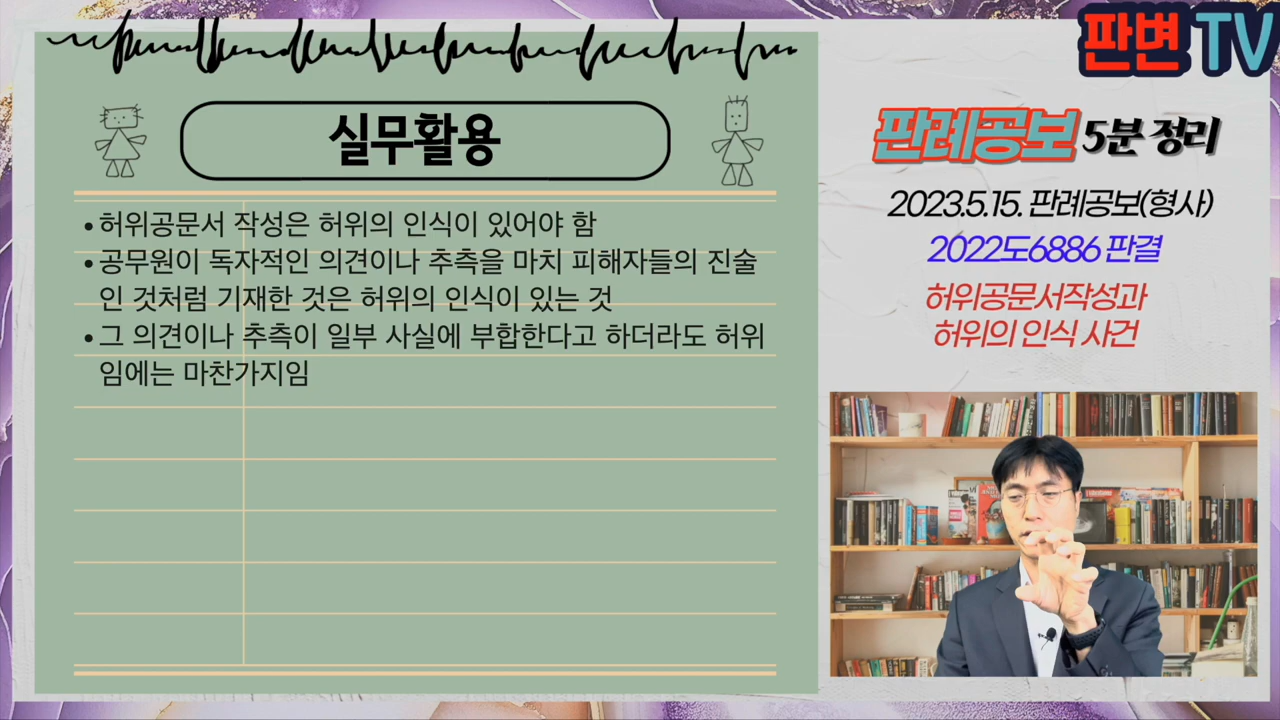 판변 TV
실무활용
• 허위공문서 작성은 허위의 인식이 있어야 함
• 공무원이 독자적인 의견이나 추측을 마치 피해자들의 진술
인 것처럼 기재한 것은 허위의 인식이 있는 것
• 그 의견이나 추측이 일부 사실에 부합한다고 하더라도 허위
임에는 마찬가지임
판례공보 5분 정리
2023.5.15. 판례공보(형사)
2022도6886 판결
허위공문서작성과
허위의 인식 사건